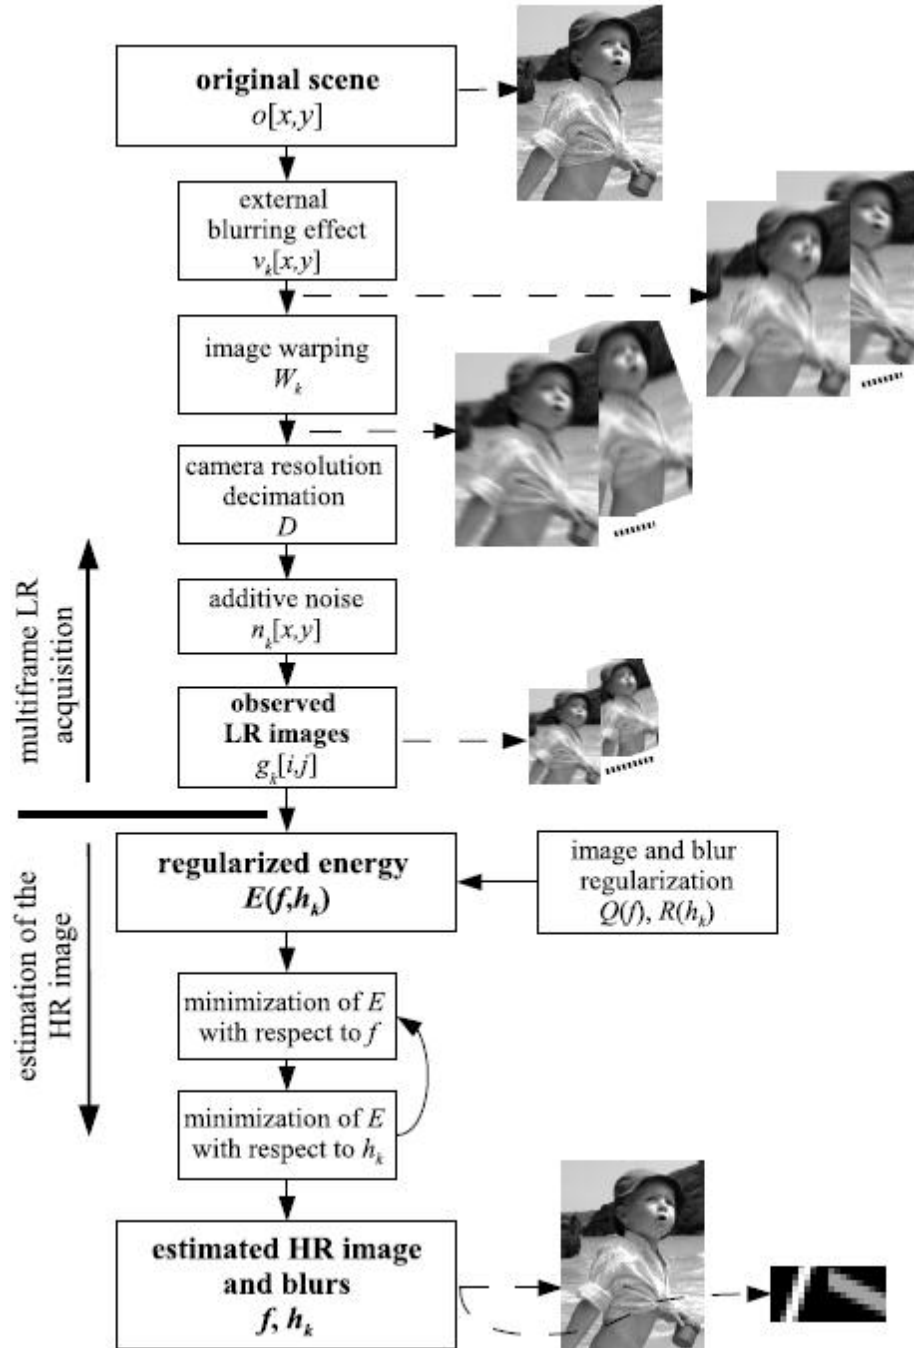 original scene
o[x,y]
external
blurring effect
v_k[x,y]
image warping
W_k
camera resolution
decimation
D
additive noise
n_k[x,y]
observed
LR images
g_k[i,j]
multiframe LR
acquisition
regularized energy
E(f,h_k)
image and blur
regularization
Q(f), R(h_k)
estimation of the
HR image
minimization of E
with respect to f
minimization of E
with respect to h_k
estimated HR image
and blurs
f, h_k